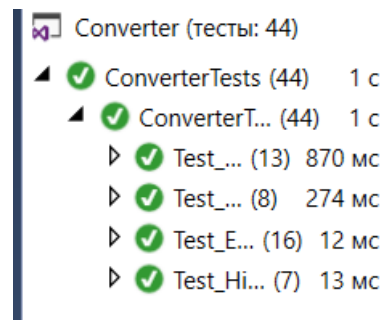 Converter (тесты: 44)
ConverterTests (44) 1 с
ConverterT... (44) 1 с
Test_... (13) 870 мс
Test_... (8) 274 мс
Test_E... (16) 12 мс
Test_Hi... (7) 13 мс